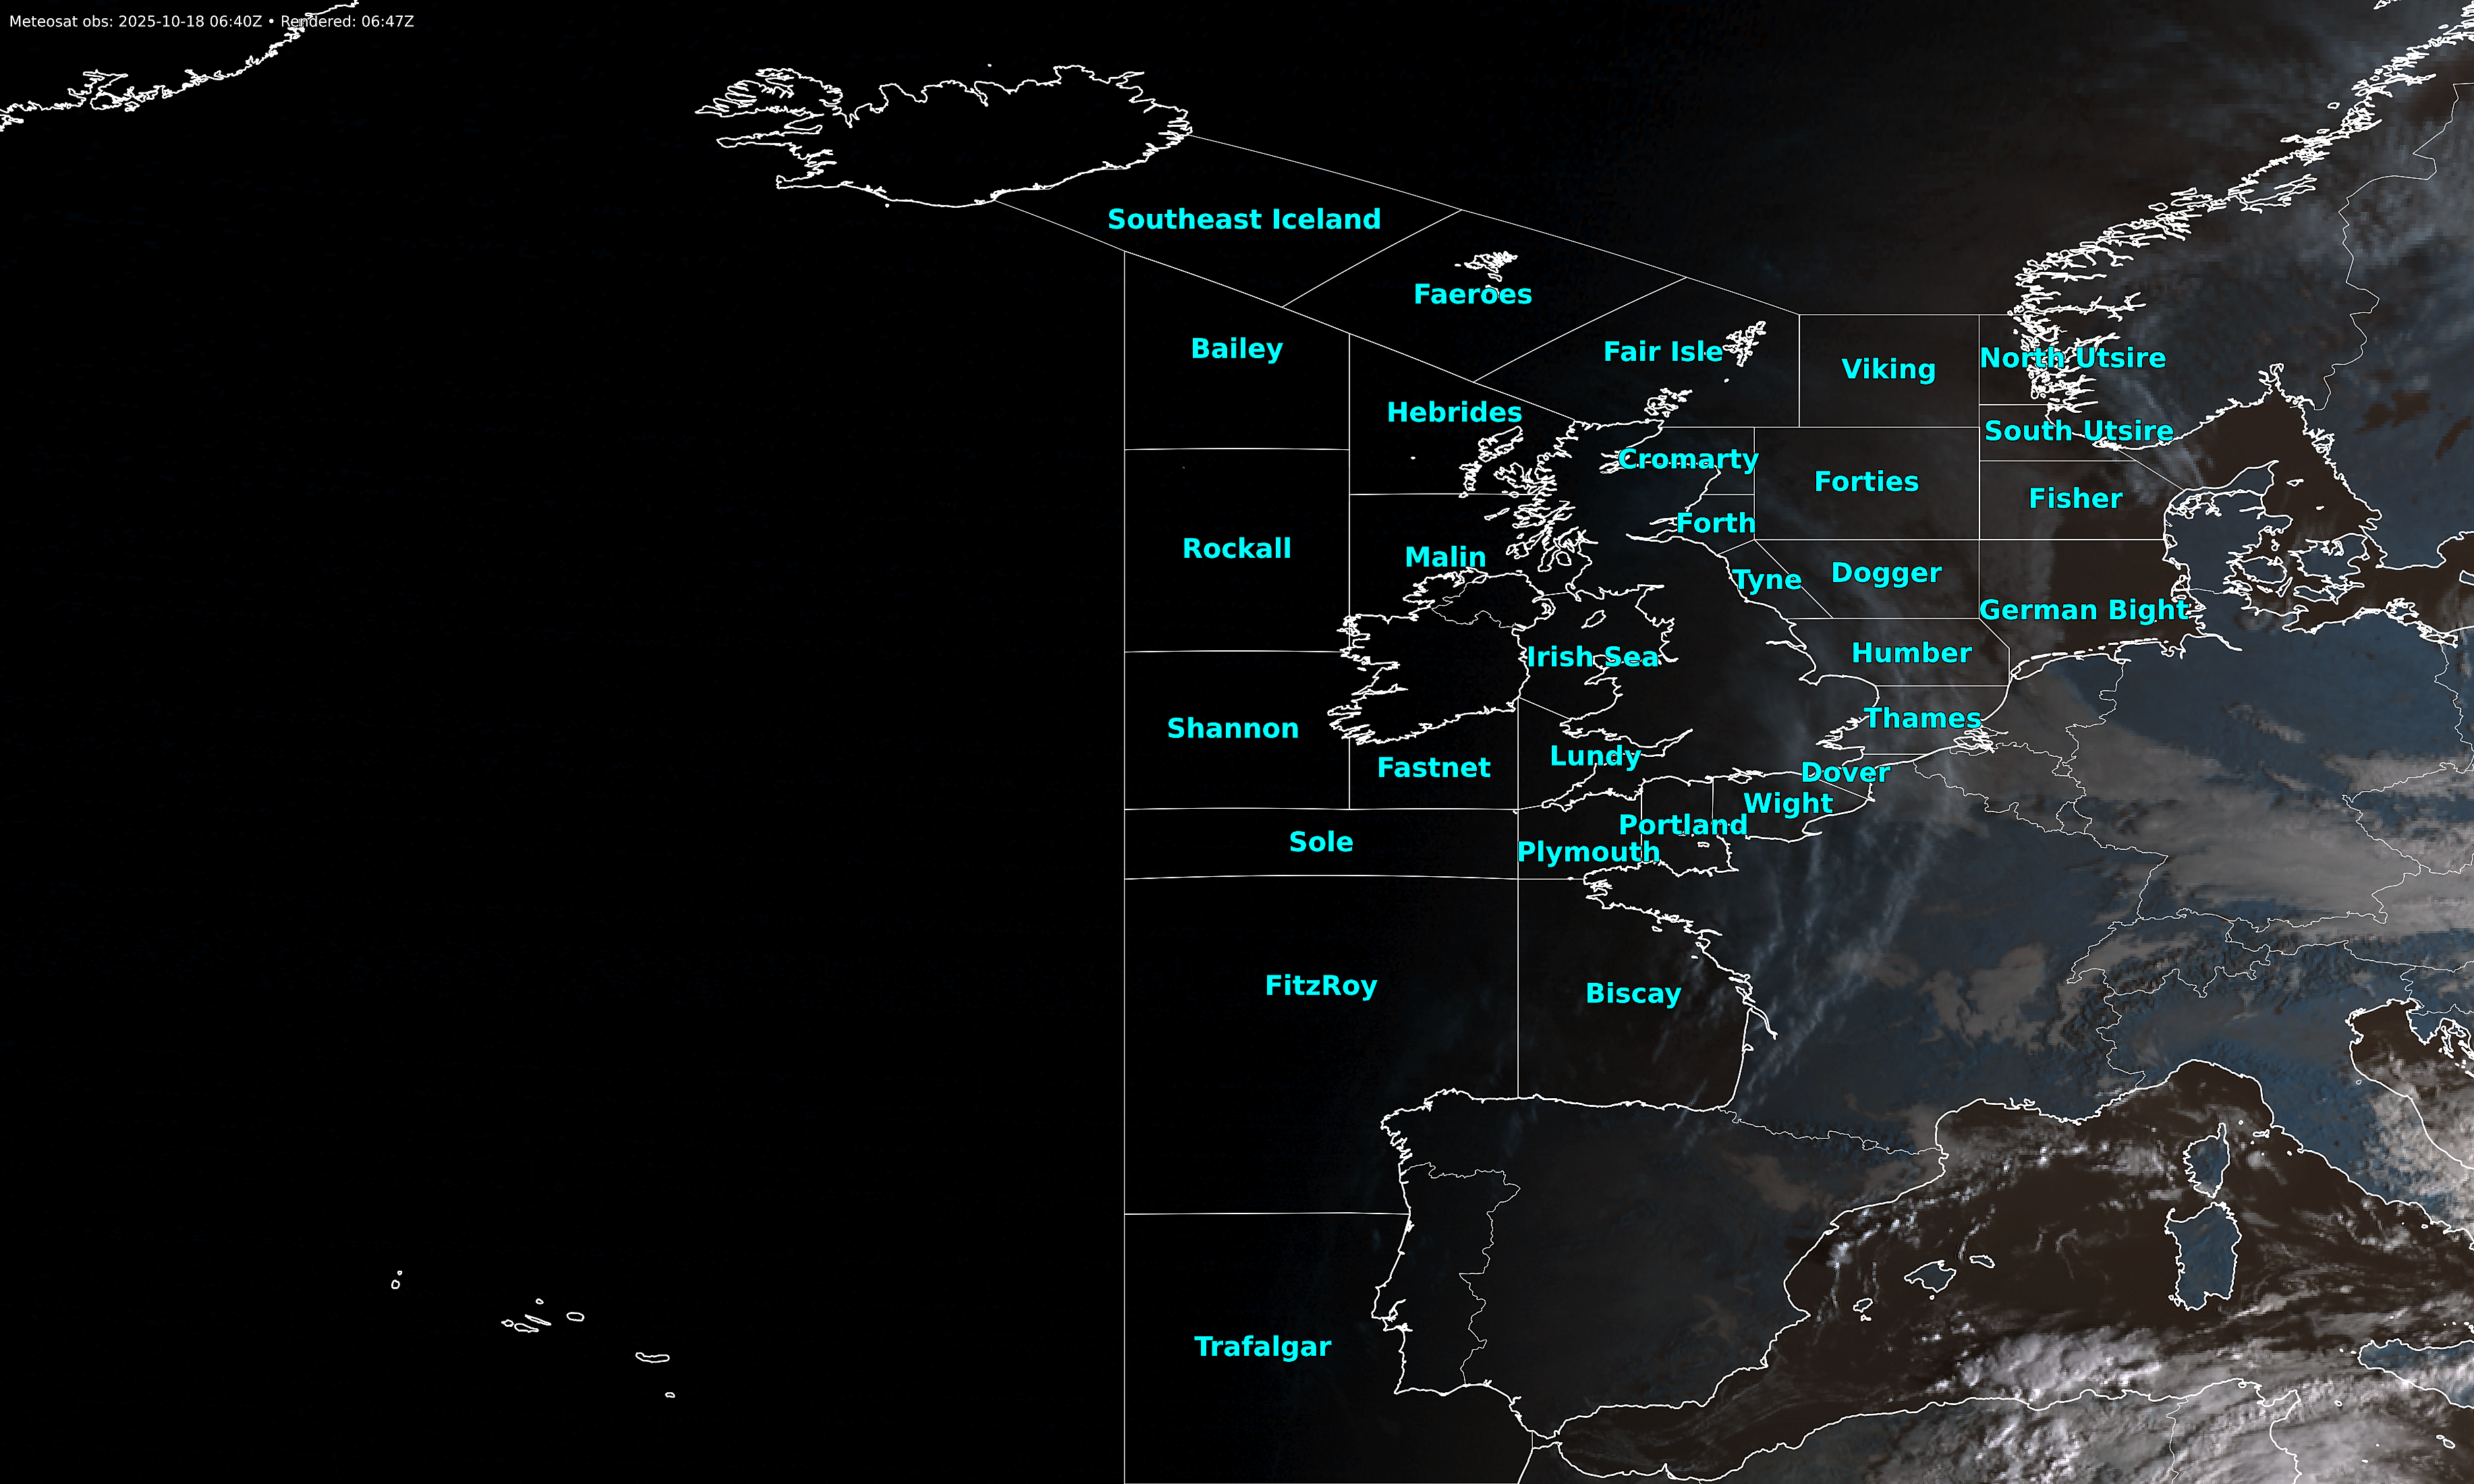 Meteosat obs: 2025-10-18 06:40Z • Rendered: 06:47Z
Southeast Iceland
Faeroes
Bailey
Fair Isle
Viking
North Utsire
Hebrides
South Utsire
Cromarty
Forties
Fisher
Forth
Rockall
Malin
Tyne
Dogger
German Bight
Irish Sea
Humber
Thames
Shannon
Fastnet
Lundy
Dover
Wight
Portland
Sole
Plymouth
FitzRoy
Biscay
Trafalgar